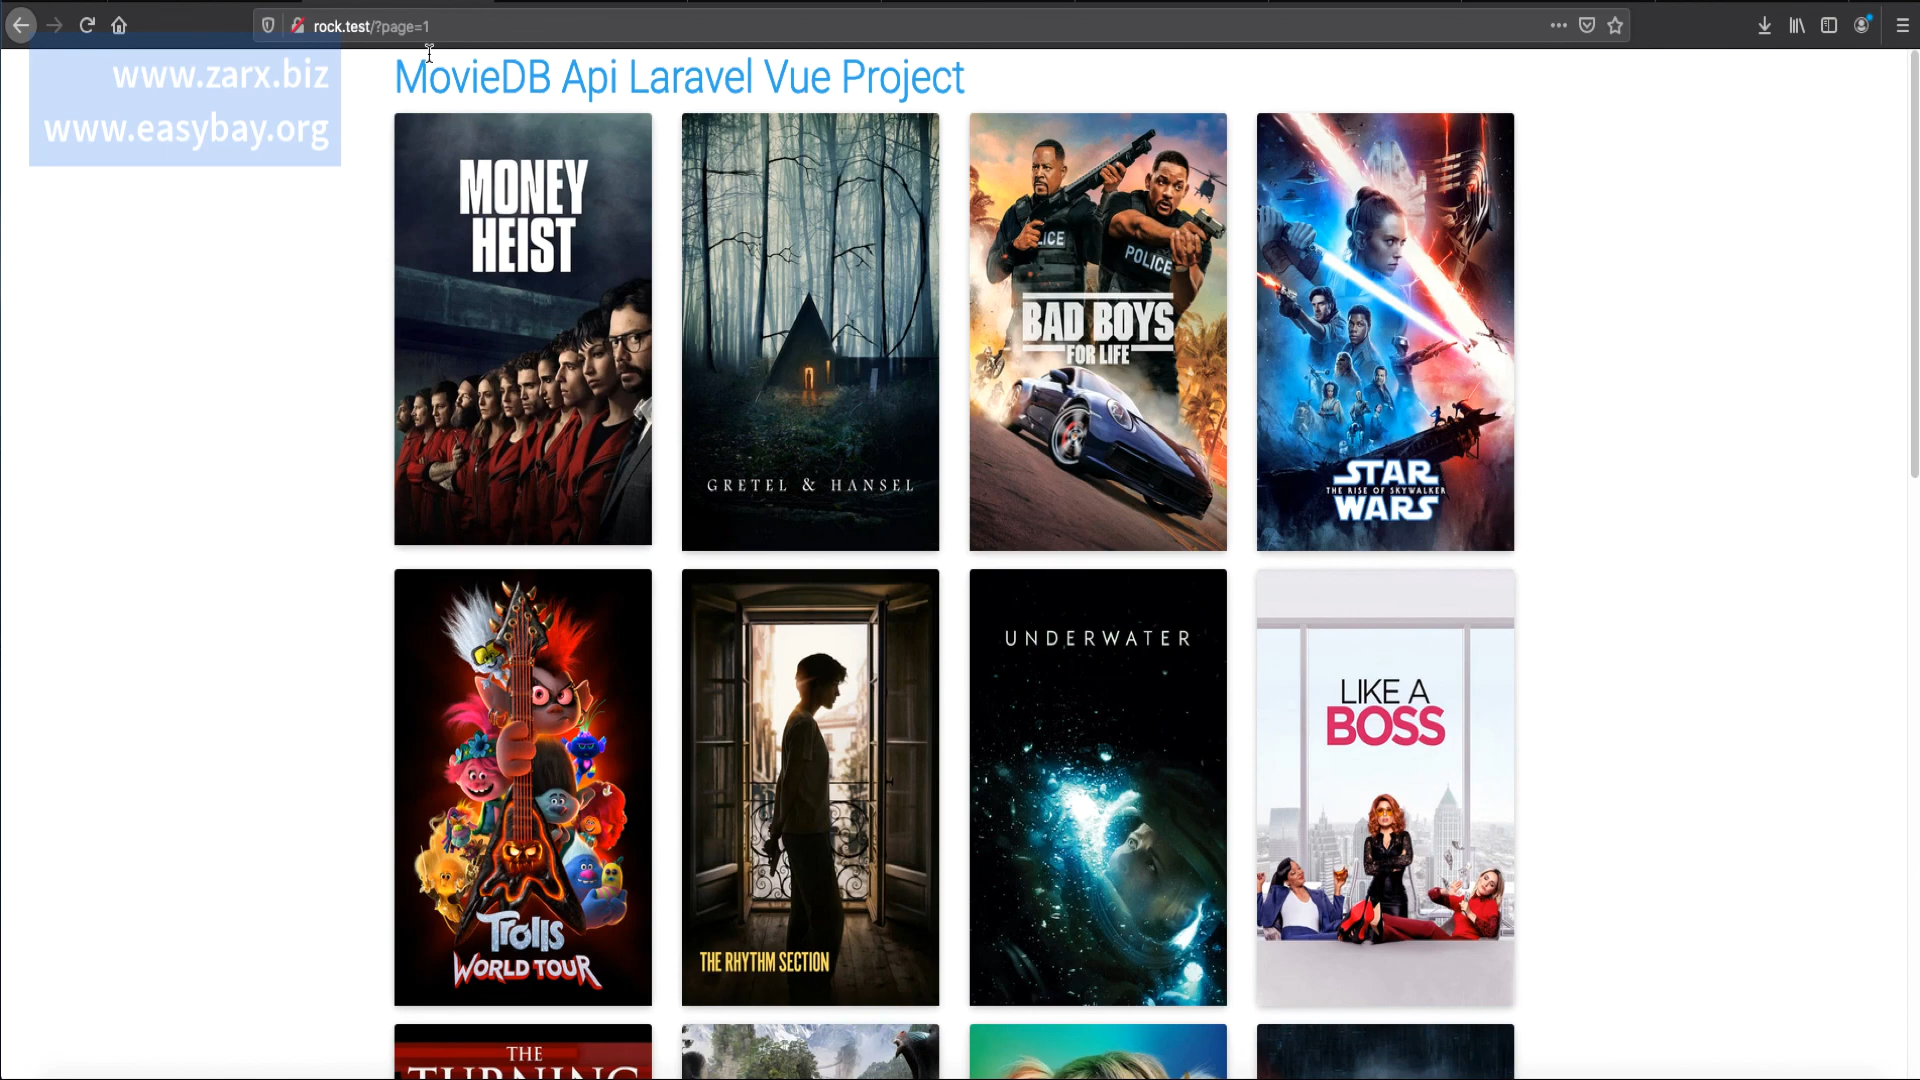 rock.test/?page=1
www.zarx.biz
www.easybay.org
MovieDB Api Laravel Vue Project
MONEY
HEIST
GRETEL & HANSEL
POLICE
POLICE
BAD BOYS
FOR LIFE
STAR
THE RISE OF SKYWALKER
WARS
Trolls
WORLD TOUR
THE RHYTHM SECTION
UNDERWATER
LIKE A
BOSS
THE
TURNING